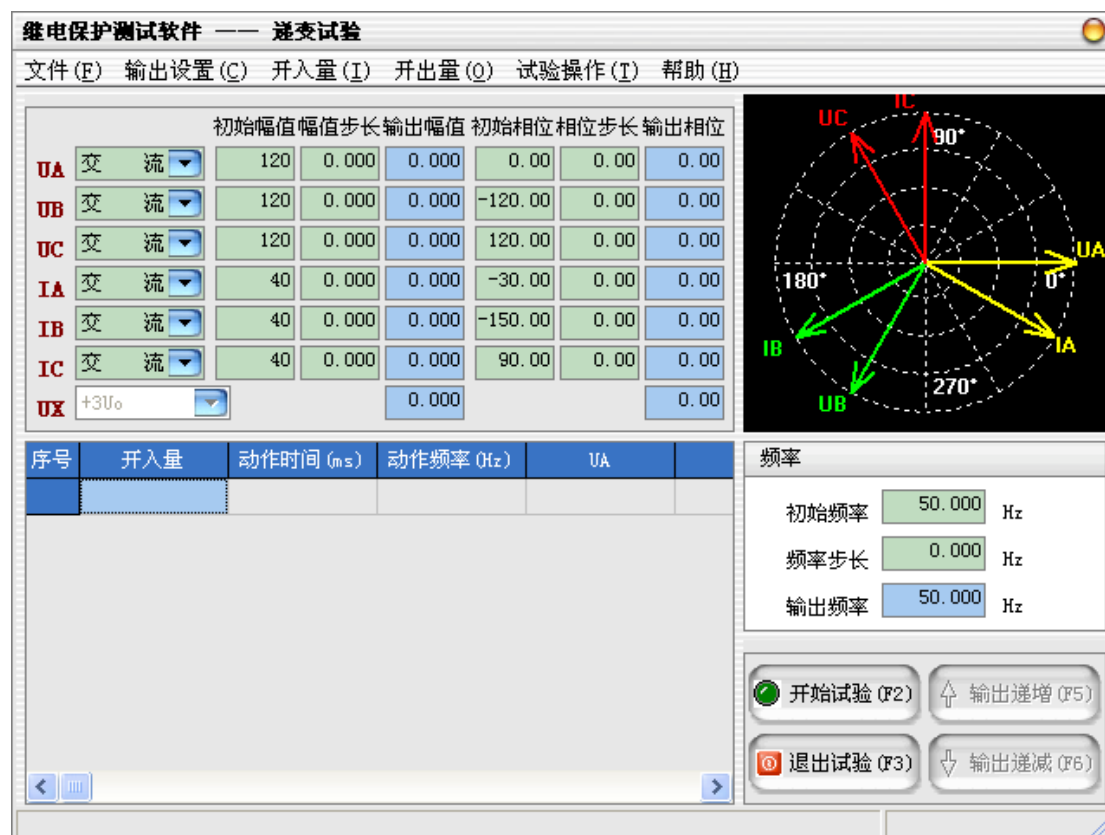 继电保护测试软件 —— 递变试验
文件(F) 输出设置(C) 开入量(I) 开出量(O) 试验操作(T) 帮助(H)
初始幅值 幅值步长 输出幅值 初始相位 相位步长 输出相位
UA 交 流 120 0.000 0.000 0.00 0.00 0.00
UB 交 流 120 0.000 0.000 -120.00 0.00 0.00
UC 交 流 120 0.000 0.000 120.00 0.00 0.00
IA 交 流 40 0.000 0.000 -30.00 0.00 0.00
IB 交 流 40 0.000 0.000 -150.00 0.00 0.00
IC 交 流 40 0.000 0.000 90.00 0.00 0.00
UX +3U₀ 0.000 0.00
IC
UC
90°
UA
180°
0°
IB
IA
UB
270°
序号 开入量 动作时间(ms) 动作频率(Hz) UA
频率
初始频率 50.000 Hz
频率步长 0.000 Hz
输出频率 50.000 Hz
开始试验(F2) 输出递增(F5)
退出试验(F3) 输出递减(F6)